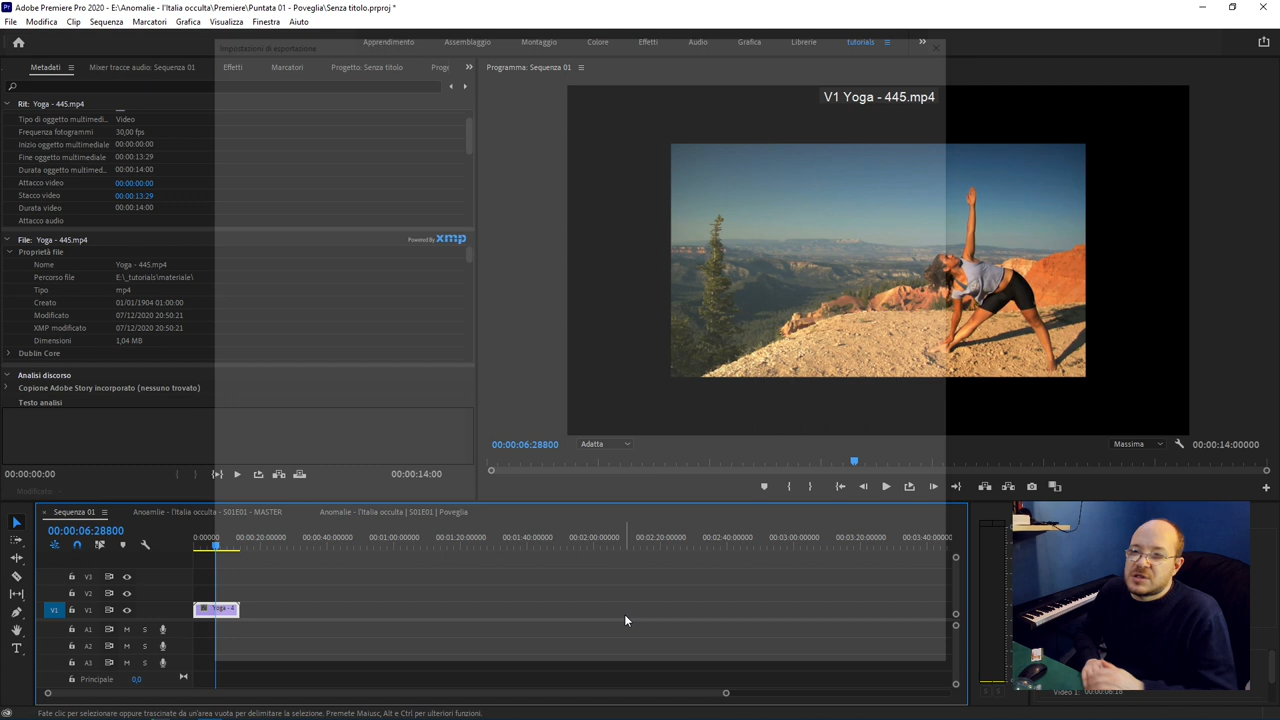 Adobe Premiere Pro 2020 - E:\Anomalie - l'Italia occulta\Premiere\Puntata 01 - Poveglia\Senza titolo.prproj *
File Modifica Clip Sequenza Marcatori Grafica Visualizza Finestra Aiuto
Impostazioni di esportazione
Apprendimento Assemblaggio Montaggio Colore Effetti Audio Grafica Librerie tutorials
Metadati Mixer tracce audio: Sequenza 01 Effetti Marcatori Progetto: Senza titolo Proge
Programma: Sequenza 01
V1 Yoga - 445.mp4
Rit: Yoga - 445.mp4
Tipo di oggetto multimedi... Video
Frequenza fotogrammi 30,00 fps
Inizio oggetto multimediale 00:00:00:00
Fine oggetto multimediale 00:00:13:29
Durata oggetto multimed... 00:00:14:00
Attacco video 00:00:00:00
Stacco video 00:00:13:29
Durata video 00:00:14:00
Attacco audio
File: Yoga - 445.mp4 Powered By xmp
Proprietà file
Nome Yoga - 445.mp4
Percorso file E:\_tutorials\materiale\
Tipo mp4
Creato 01/01/1904 01:00:00
Modificato 07/12/2020 20:50:21
XMP modificato 07/12/2020 20:50:21
Dimensioni 1,04 MB
Dublin Core
Analisi discorso
Copione Adobe Story incorporato (nessuno trovato)
Testo analisi
00:00:06:28800 Adatta Massima 00:00:14:00000
00:00:00:00 00:00:14:00
Modificato: -
Sequenza 01 Anoamlie - l'Italia occulta - S01E01 - MASTER Anomalie - l'Italia occulta | S01E01 | Poveglia
00:00:06:28800
0:00000 00:00:20:00000 00:00:40:00000 00:01:00:00000 00:01:20:00000 00:01:40:00000 00:02:00:00000 00:02:20:00000 00:02:40:00000 00:03:00:00000 00:03:20:00000 00:03:40:00000
V3
V2
V1 V1 Yoga - 4
A1 M S
A2 M S
A3 M S
Principale 0,0
S S Video 1: 00:00:06:18
Fate clic per selezionare oppure trascinate da un'area vuota per delimitare la selezione. Premete Maiusc, Alt e Ctrl per ulteriori funzioni.